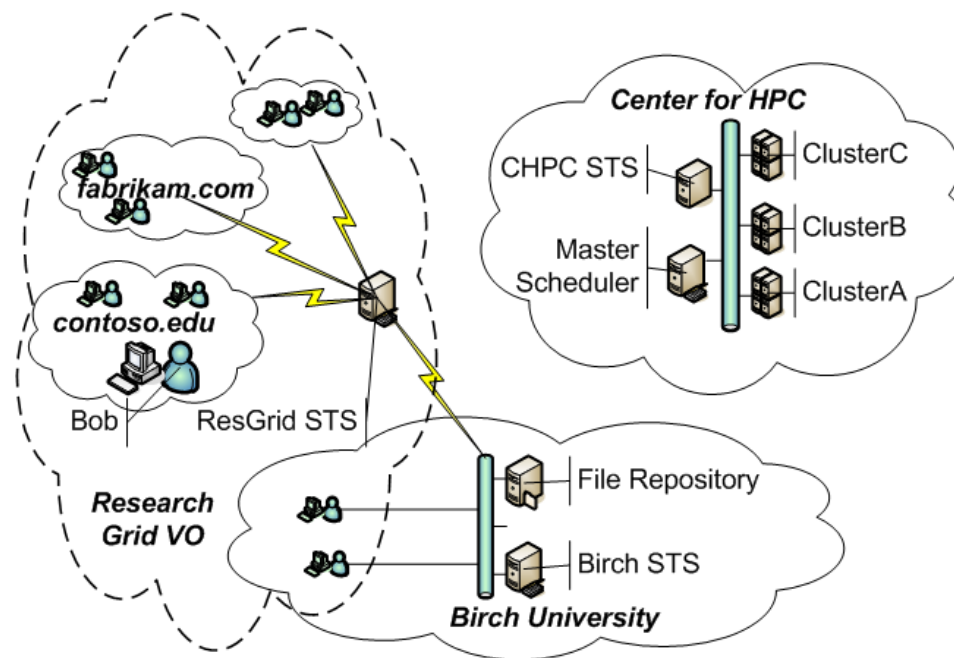 Center for HPC
CHPC STS
ClusterC
ClusterB
Master
Scheduler
ClusterA
fabrikam.com
contoso.edu
Bob
ResGrid STS
Research
Grid VO
File Repository
Birch STS
Birch University